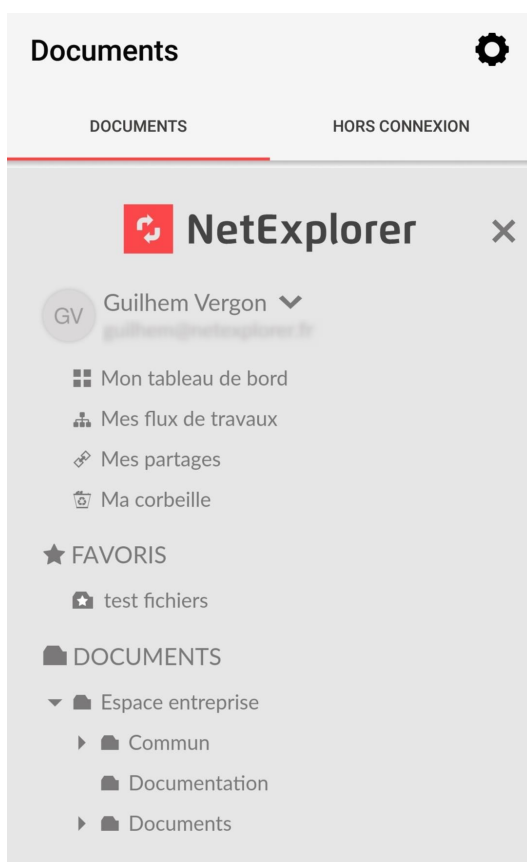 Documents
DOCUMENTS HORS CONNEXION
NetExplorer
GV Guilhem Vergon
Mon tableau de bord
Mes flux de travaux
Mes partages
Ma corbeille
FAVORIS
test fichiers
DOCUMENTS
Espace entreprise
Commun
Documentation
Documents